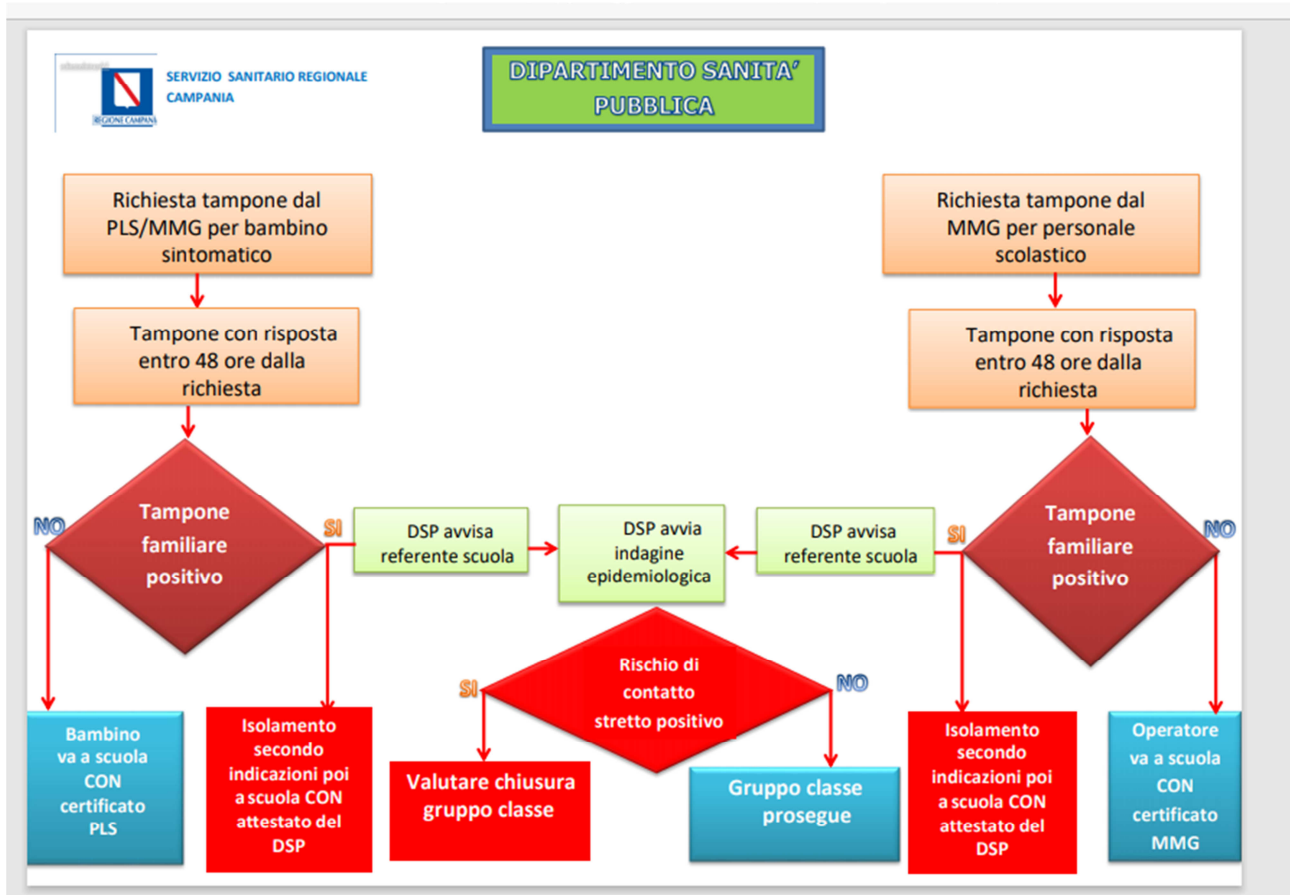 SERVIZIO SANITARIO REGIONALE
CAMPANIA
REGIONE CAMPAN
DIPARTIMENTO SANITA’
PUBBLICA
Richiesta tampone dal
PLS/MMG per bambino
sintomatico
Richiesta tampone dal
MMG per personale
scolastico
Tampone con risposta
entro 48 ore dalla
richiesta
Tampone con risposta
entro 48 ore dalla
richiesta
NO
Tampone
familiare
positivo
SI
DSP avvisa
referente scuola
DSP avvia
indagine
epidemiologica
DSP avvisa
referente scuola
SI
Tampone
familiare
positivo
NO
SI
Rischio di
contatto
stretto positivo
NO
Bambino
va a scuola
CON
certificato
PLS
Isolamento
secondo
indicazioni poi
a scuola CON
attestato del
DSP
Valutare chiusura
gruppo classe
Gruppo classe
prosegue
Isolamento
secondo
indicazioni poi
a scuola CON
attestato del
DSP
Operatore
va a scuola
CON
certificato
MMG